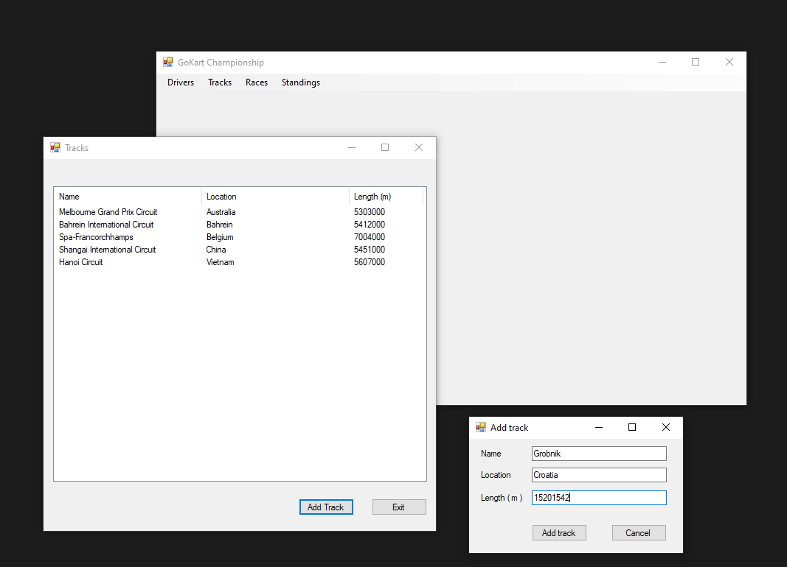 GoKart Championship
Drivers Tracks Races Standings
Tracks
Name Location Length (m)
Melbourne Grand Prix Circuit Australia 5303000
Bahrein International Circuit Bahrein 5412000
Spa-Francorchhamps Belgium 7004000
Shangai International Circuit China 5451000
Hanoi Circuit Vietnam 5607000
Add Track Exit
Add track
Name Grobnik
Location Croatia
Length ( m ) 15201542
Add track Cancel